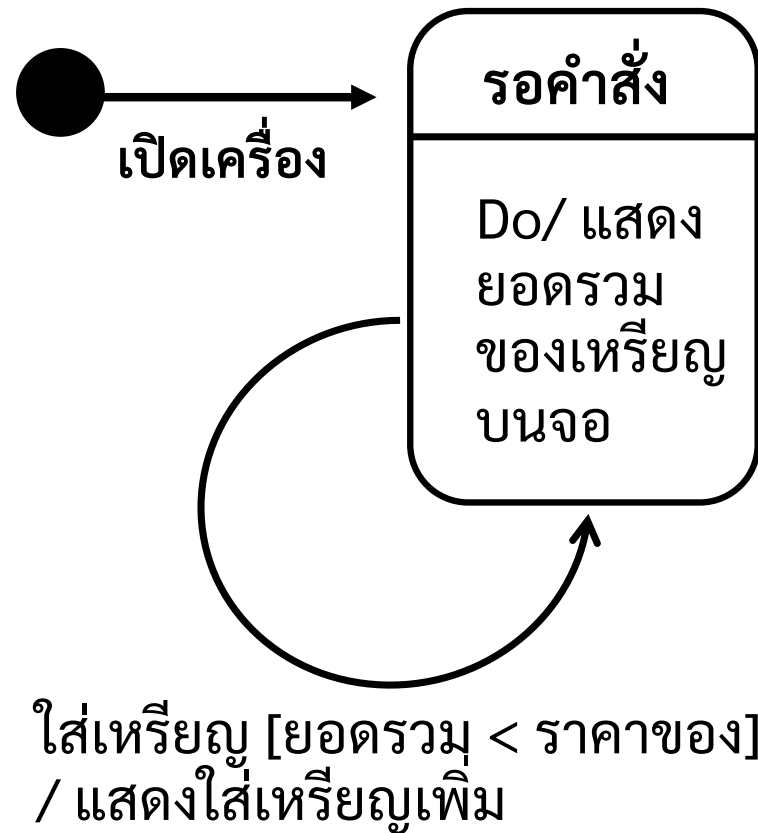 รอคำสั่ง
เปิดเครื่อง
Do/ แสดง
ยอดรวม
ของเหรียญ
บนจอ
ใส่เหรียญ [ยอดรวม < ราคาของ]
/ แสดงใส่เหรียญเพิ่ม